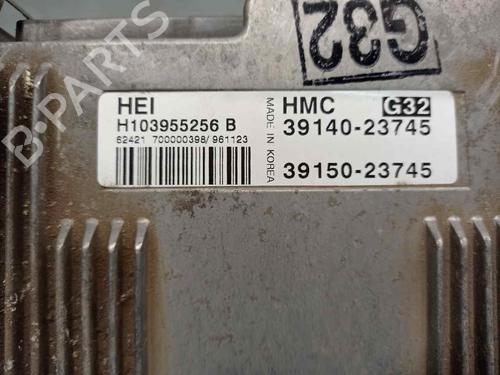 G32
HEI
H103955256 B
62421 700000398/ 961123
MADE IN KOREA
HMC G32
39140-23745
39150-23745
B-PARTS